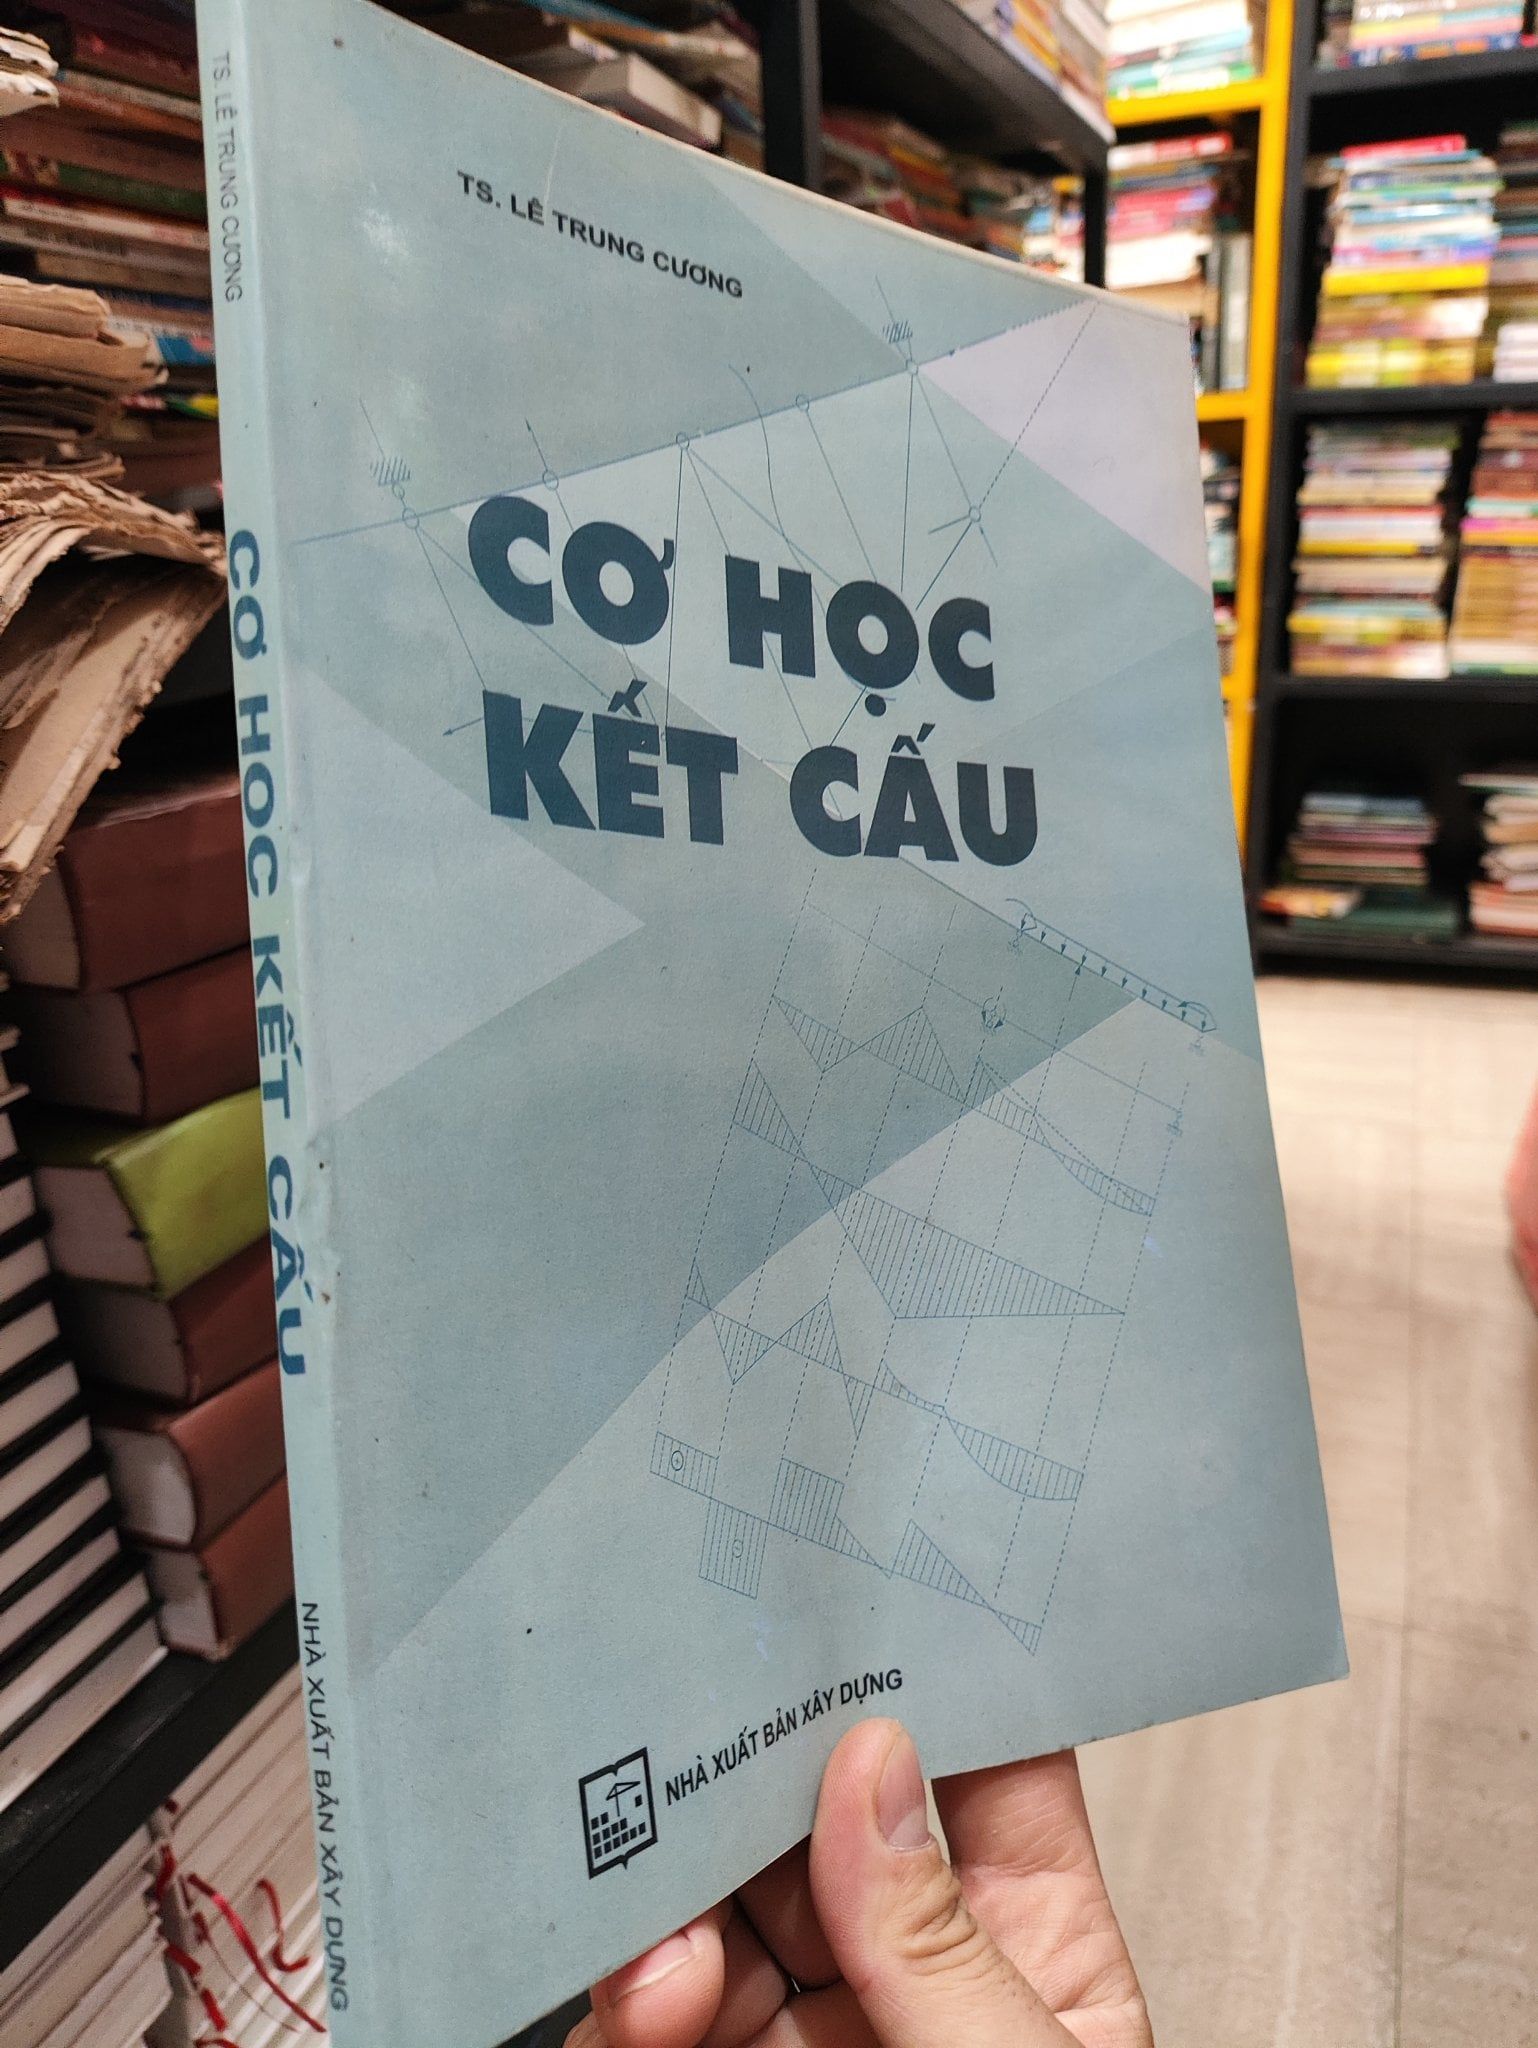 TS. LÊ TRUNG CƯƠNG
CƠ HỌC
KẾT CẤU
NHÀ XUẤT BẢN XÂY DỰNG
TS. LÊ TRUNG CƯƠNG
CƠ HỌC KẾT CẤU
NHÀ XUẤT BẢN XÂY DỰNG